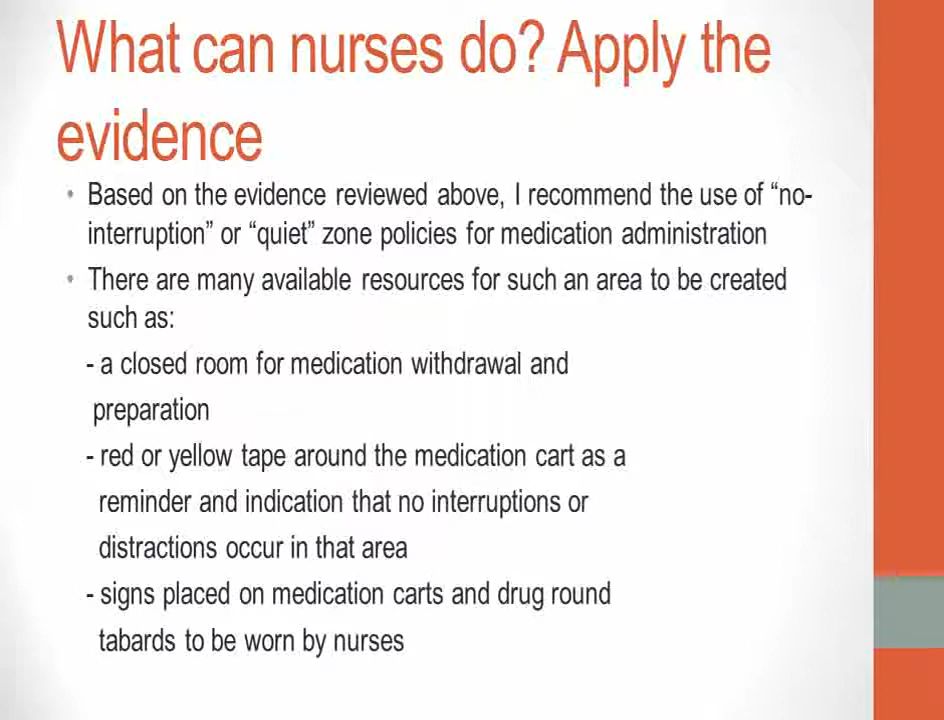 What can nurses do? Apply the
evidence
• Based on the evidence reviewed above, I recommend the use of “no-
interruption” or “quiet” zone policies for medication administration
• There are many available resources for such an area to be created
such as:
- a closed room for medication withdrawal and
preparation
- red or yellow tape around the medication cart as a
reminder and indication that no interruptions or
distractions occur in that area
- signs placed on medication carts and drug round
tabards to be worn by nurses